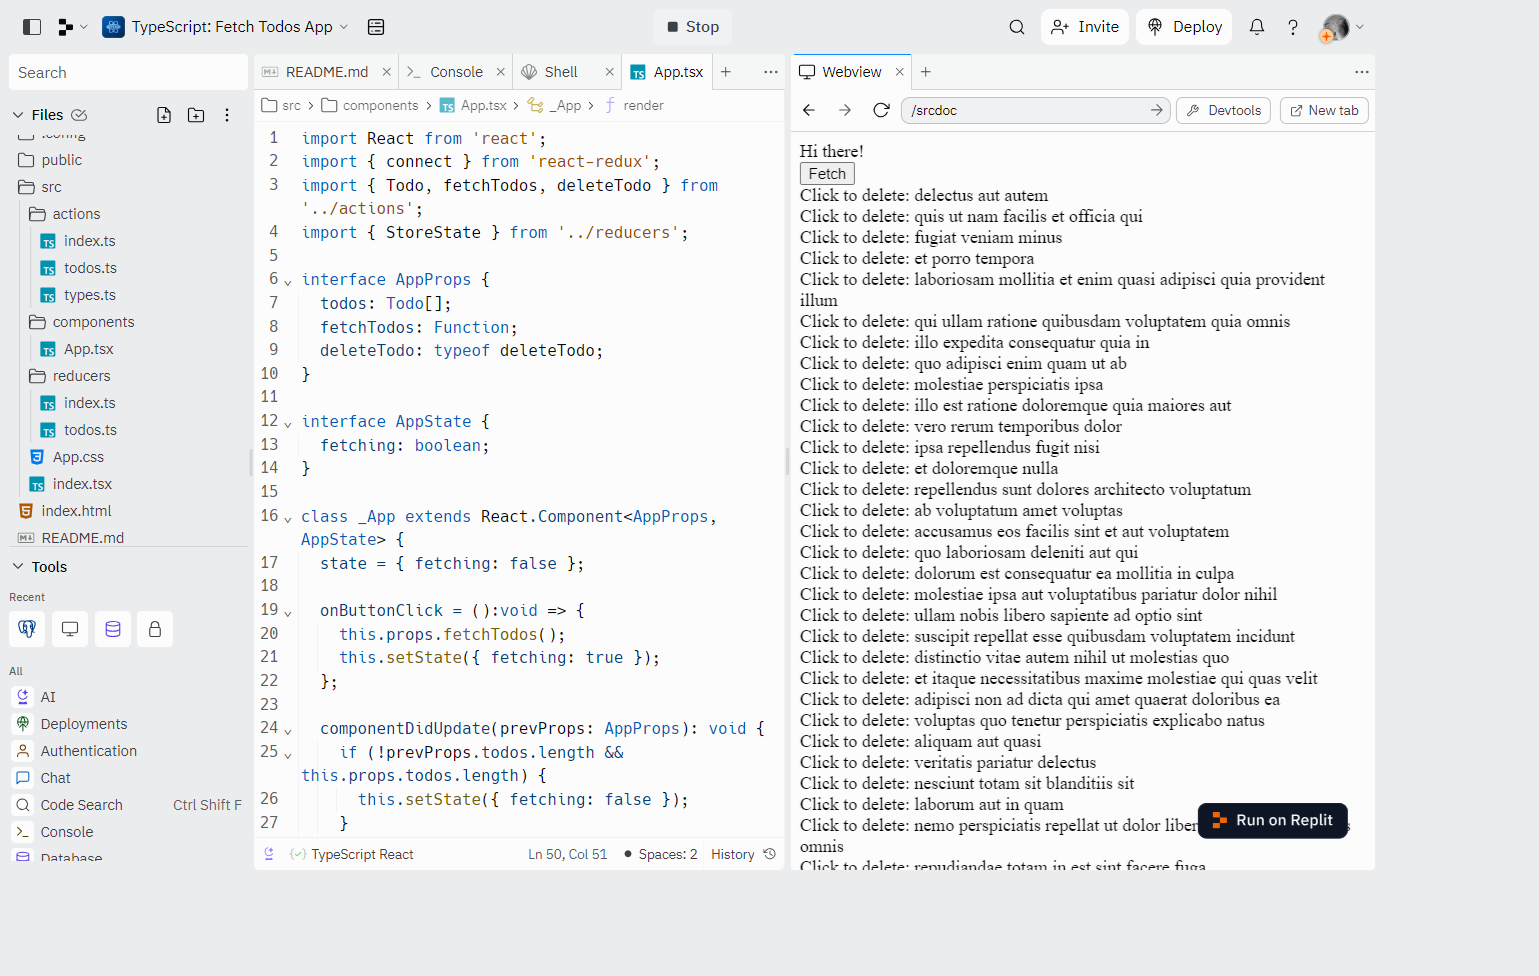 TypeScript: Fetch Todos App
Stop
Invite
Deploy
Search
Files
.config
public
src
actions
index.ts
todos.ts
types.ts
components
App.tsx
reducers
index.ts
todos.ts
App.css
index.tsx
index.html
README.md
Tools
Recent
All
AI
Deployments
Authentication
Chat
Code Search Ctrl Shift F
Console
Database
README.md
Console
Shell
App.tsx
src > components > App.tsx > _App > render
1 import React from 'react';
2 import { connect } from 'react-redux';
3 import { Todo, fetchTodos, deleteTodo } from
'../actions';
4 import { StoreState } from '../reducers';
5
6 interface AppProps {
7 todos: Todo[];
8 fetchTodos: Function;
9 deleteTodo: typeof deleteTodo;
10 }
11
12 interface AppState {
13 fetching: boolean;
14 }
15
16 class _App extends React.Component<AppProps,
AppState> {
17 state = { fetching: false };
18
19 onButtonClick = ():void => {
20 this.props.fetchTodos();
21 this.setState({ fetching: true });
22 };
23
24 componentDidUpdate(prevProps: AppProps): void {
25 if (!prevProps.todos.length &&
this.props.todos.length) {
26 this.setState({ fetching: false });
27 }
TypeScript React
Ln 50, Col 51
Spaces: 2
History
Webview
/srcdoc
Devtools
New tab
Hi there!
Fetch
Click to delete: delectus aut autem
Click to delete: quis ut nam facilis et officia qui
Click to delete: fugiat veniam minus
Click to delete: et porro tempora
Click to delete: laboriosam mollitia et enim quasi adipisci quia provident
illum
Click to delete: qui ullam ratione quibusdam voluptatem quia omnis
Click to delete: illo expedita consequatur quia in
Click to delete: quo adipisci enim quam ut ab
Click to delete: molestiae perspiciatis ipsa
Click to delete: illo est ratione doloremque quia maiores aut
Click to delete: vero rerum temporibus dolor
Click to delete: ipsa repellendus fugit nisi
Click to delete: et doloremque nulla
Click to delete: repellendus sunt dolores architecto voluptatum
Click to delete: ab voluptatum amet voluptas
Click to delete: accusamus eos facilis sint et aut voluptatem
Click to delete: quo laboriosam deleniti aut qui
Click to delete: dolorum est consequatur ea mollitia in culpa
Click to delete: molestiae ipsa aut voluptatibus pariatur dolor nihil
Click to delete: ullam nobis libero sapiente ad optio sint
Click to delete: suscipit repellat esse quibusdam voluptatem incidunt
Click to delete: distinctio vitae autem nihil ut molestias quo
Click to delete: et itaque necessitatibus maxime molestiae qui quas velit
Click to delete: adipisci non ad dicta qui amet quaerat doloribus ea
Click to delete: voluptas quo tenetur perspiciatis explicabo natus
Click to delete: aliquam aut quasi
Click to delete: veritatis pariatur delectus
Click to delete: nesciunt totam sit blanditiis sit
Click to delete: laborum aut in quam
Click to delete: nemo perspiciatis repellat ut dolor liber
omnis
Click to delete: repudiandae totam in est sint facere fuga
Run on Replit